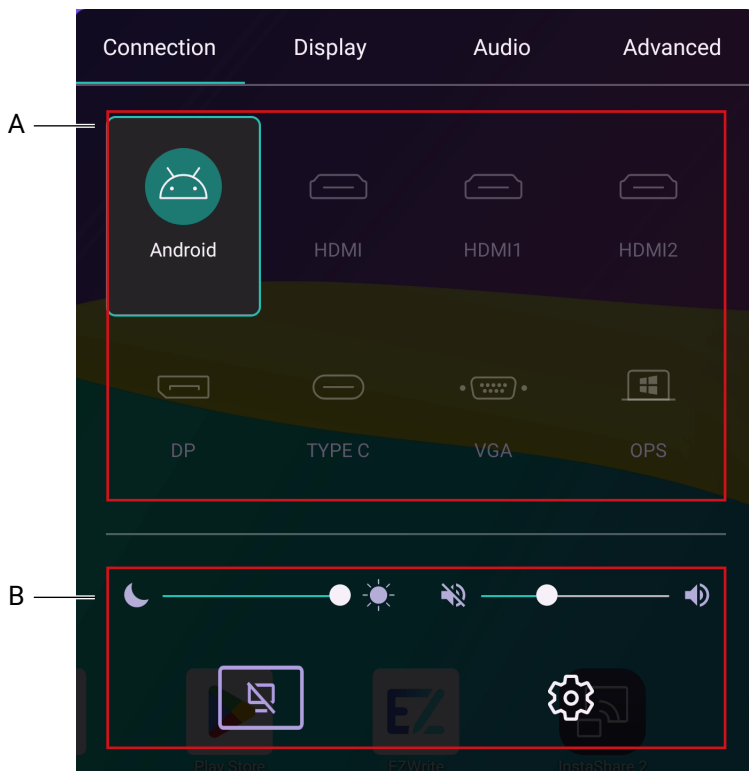 Connection Display Audio Advanced
A
Android HDMI HDMI1 HDMI2
DP TYPE C VGA OPS
B
EZ
Play Store EZWrite InstaShare 2